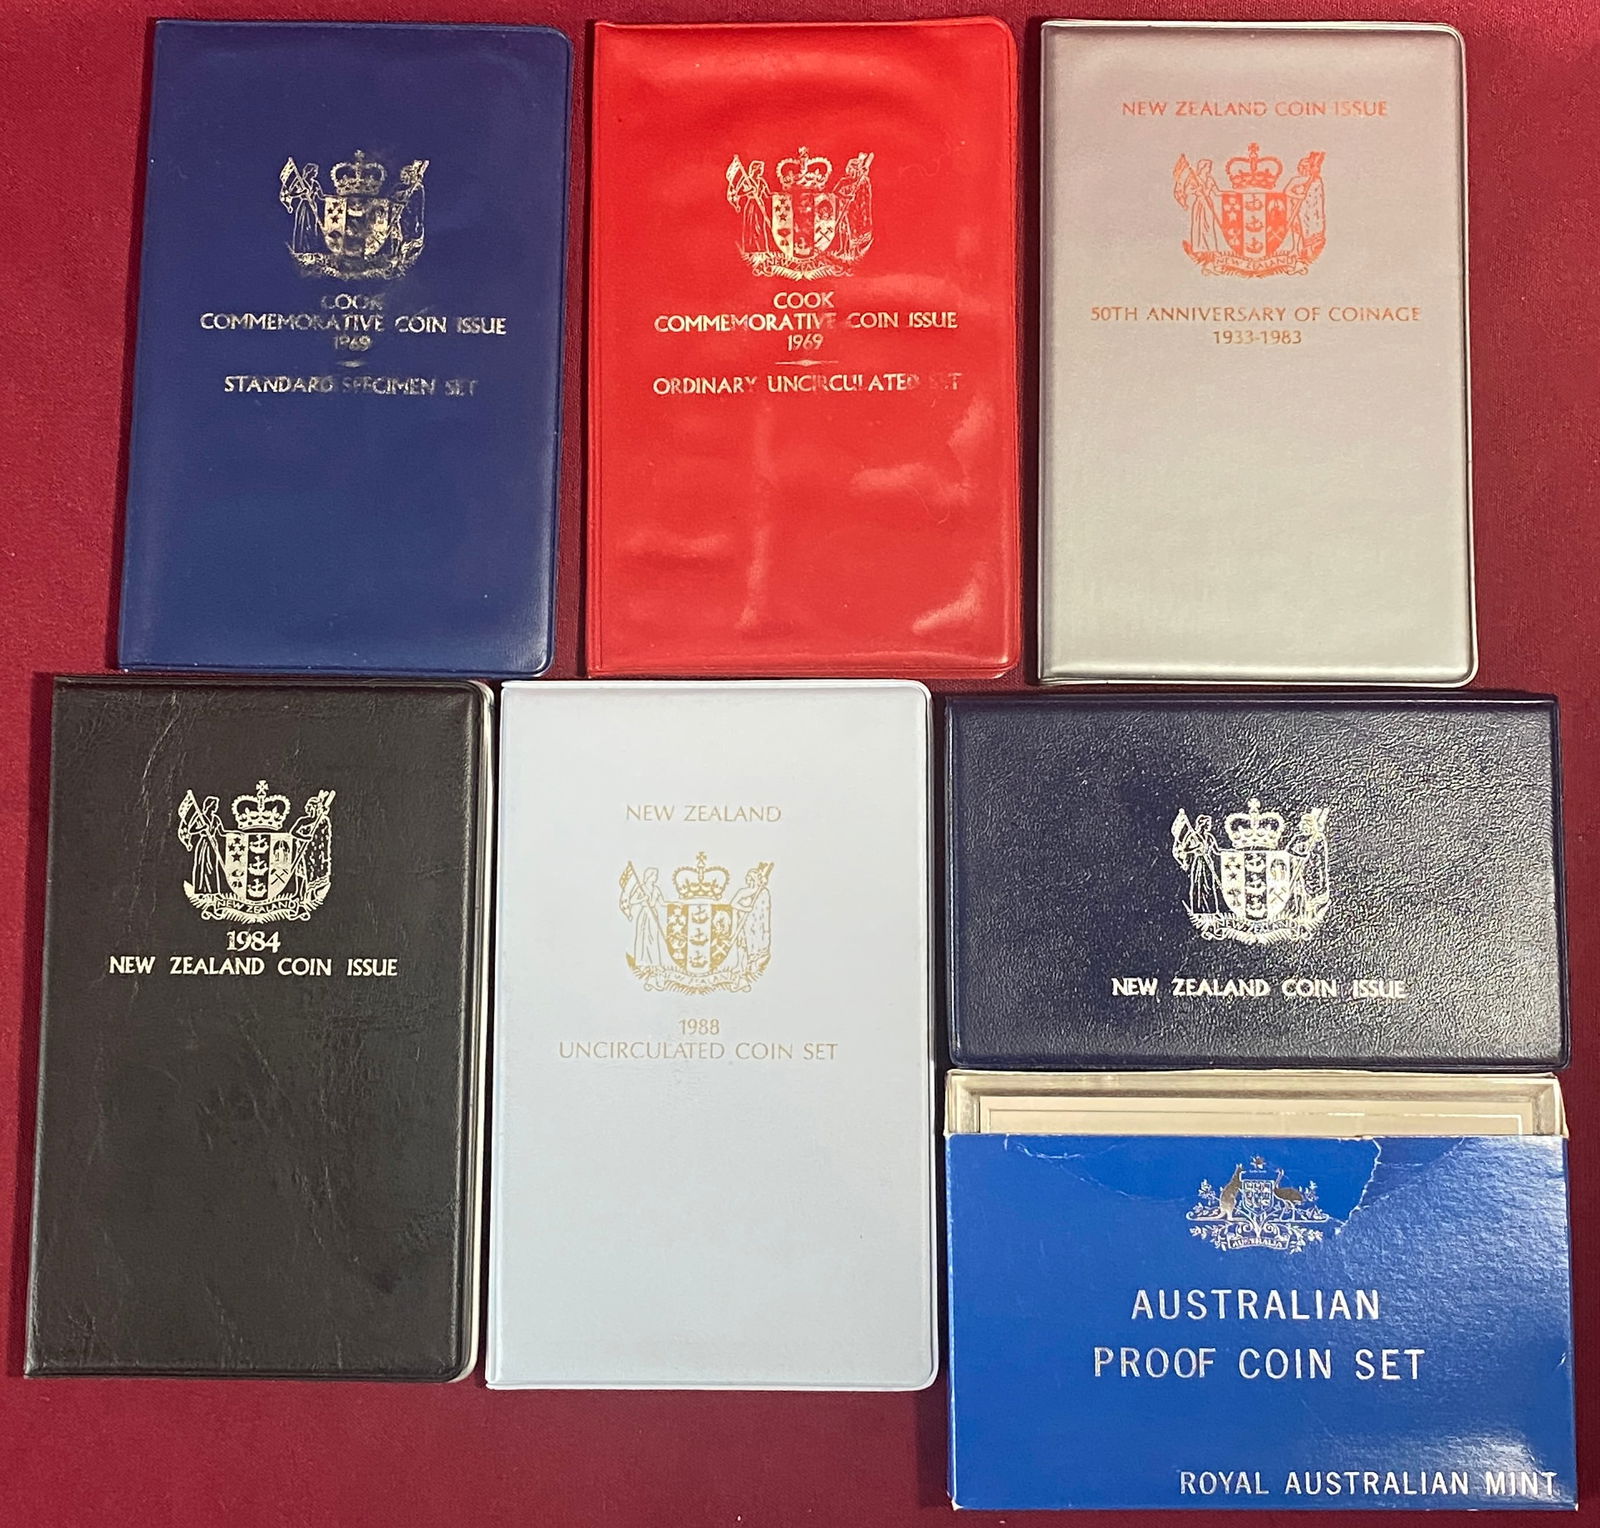 COOK
COMMEMORATIVE COIN ISSUE
1969
STANDARD SPECIMEN SET
COOK
COMMEMORATIVE COIN ISSUE
1969
ORDINARY UNCIRCULATED SET
NEW ZEALAND COIN ISSUE
NEW ZEALAND
50TH ANNIVERSARY OF COINAGE
1933-1983
NEW ZEALAND
1984
NEW ZEALAND COIN ISSUE
NEW ZEALAND
NEW ZEALAND
1988
UNCIRCULATED COIN SET
NEW ZEALAND
NEW ZEALAND COIN ISSUE
AUSTRALIA
AUSTRALIAN
PROOF COIN SET
ROYAL AUSTRALIAN MINT